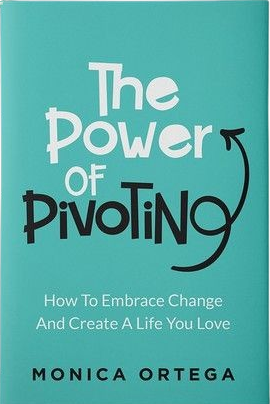 The
Power
OF
PivoTiNg
How To Embrace Change
And Create A Life You Love
MONICA ORTEGA